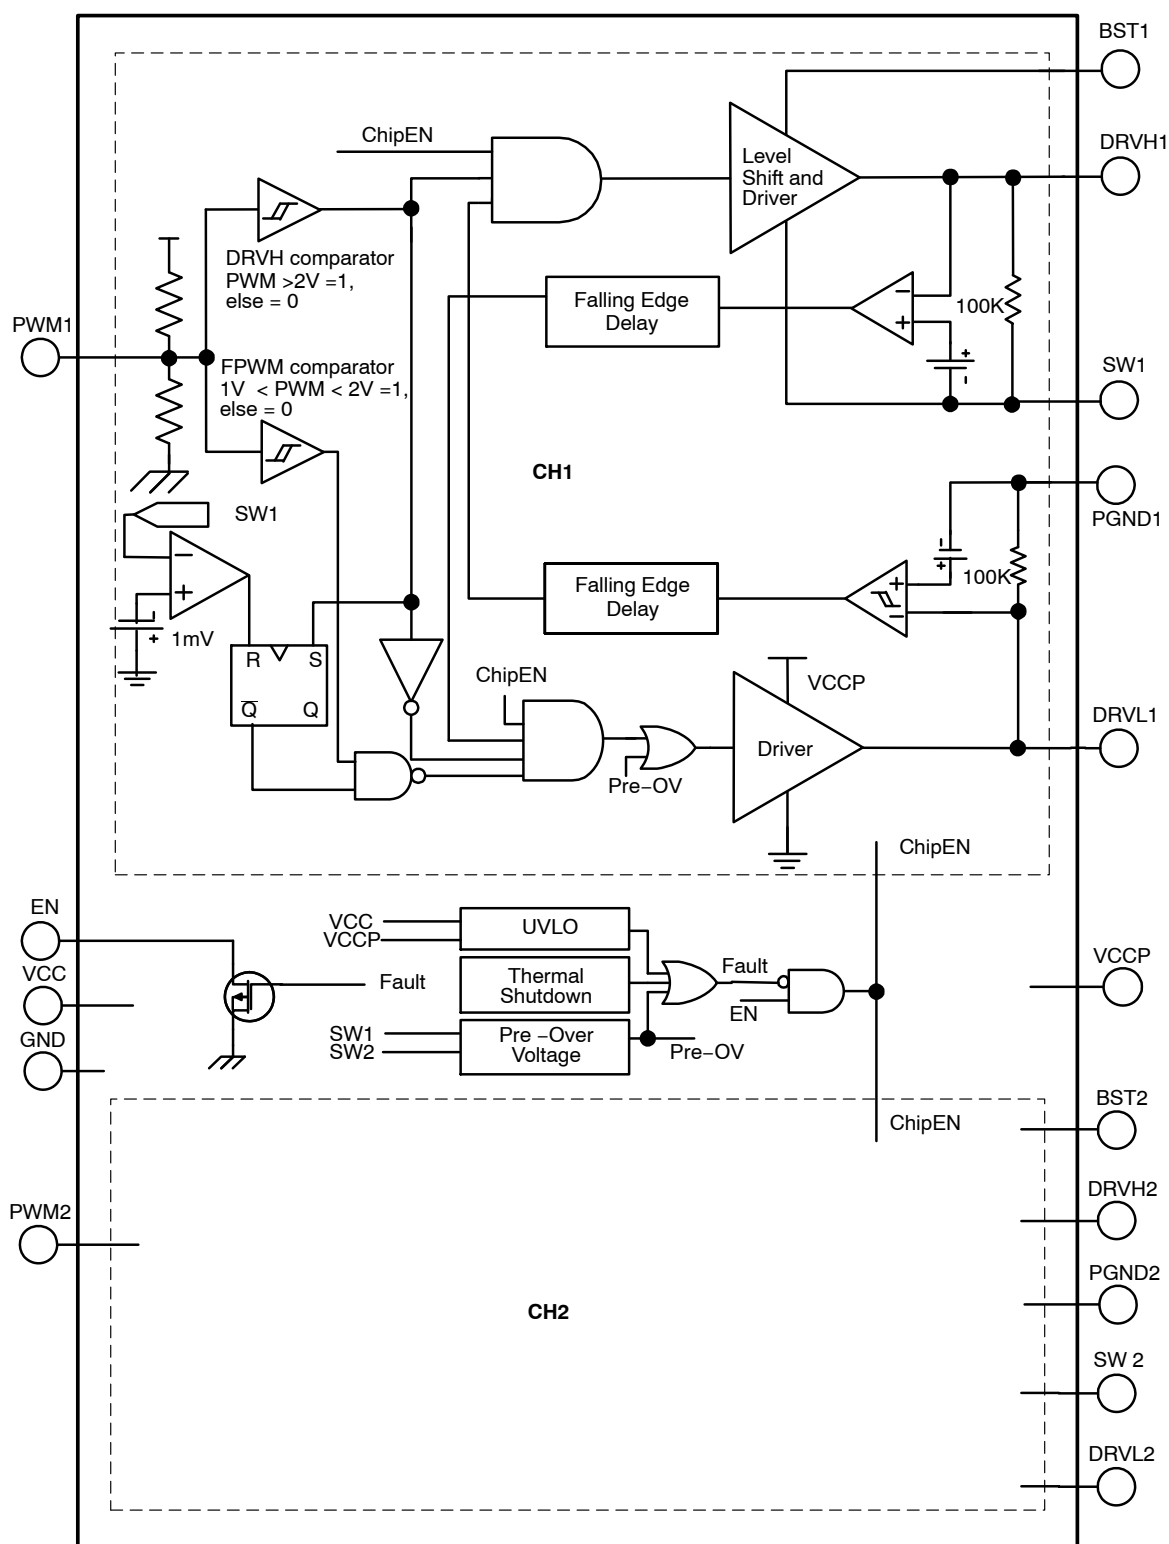 BST1
ChipEN
DRVH1
Level
Shift and
Driver
DRVH comparator
PWM >2V =1,
else = 0
Falling Edge
Delay
−
+
100K
+
-
PWM1
FPWM comparator
1V < PWM < 2V =1,
else = 0
SW1
CH1
PGND1
SW1
−
+
+
1mV
-
+
100K
+
−
Falling Edge
Delay
R S
Q̅ Q
ChipEN
VCCP
DRVL1
Driver
Pre−OV
ChipEN
EN
VCC
VCCP
UVLO
VCC
Fault
Thermal
Shutdown
Fault
EN
VCCP
GND
SW1
SW2
Pre −Over
Voltage
Pre−OV
BST2
ChipEN
DRVH2
PWM2
PGND2
CH2
SW 2
DRVL2